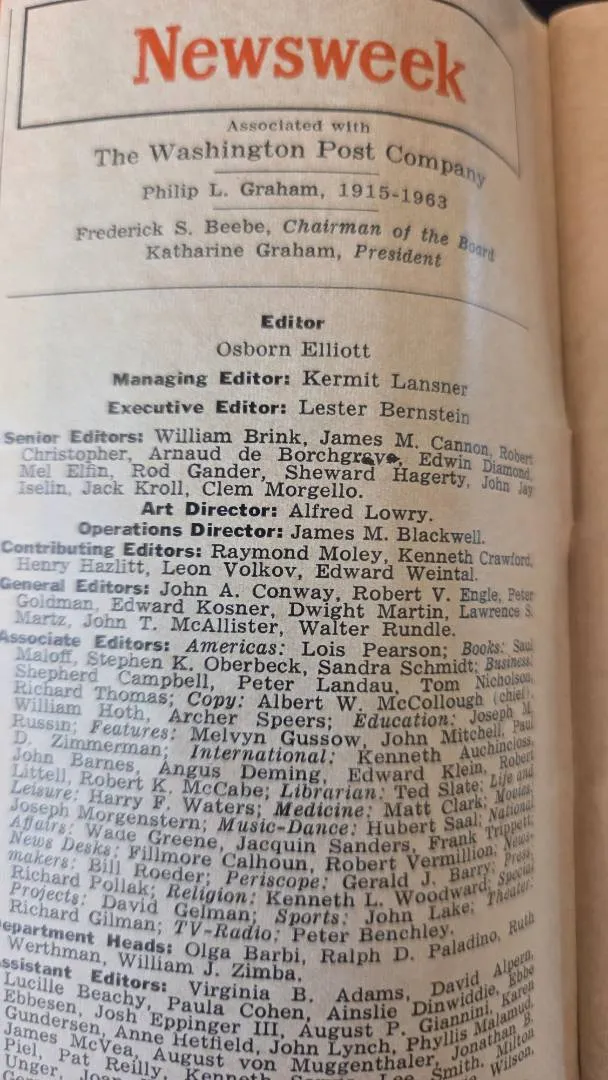 Newsweek
Associated with
The Washington Post Company
Philip L. Graham, 1915-1963
Frederick S. Beebe, Chairman of the Board
Katharine Graham, President
Editor
Osborn Elliott
Managing Editor: Kermit Lansner
Executive Editor: Lester Bernstein
Senior Editors: William Brink, James M. Cannon, Robert
Christopher, Arnaud de Borchgrave, Edwin Diamond,
Mel Elfin, Rod Gander, Sheward Hagerty, John Jay
Iselin, Jack Kroll, Clem Morgello.
Art Director: Alfred Lowry.
Operations Director: James M. Blackwell.
Contributing Editors: Raymond Moley, Kenneth Crawford,
Henry Hazlitt, Leon Volkov, Edward Weintal.
General Editors: John A. Conway, Robert V. Engle, Peter
Goldman, Edward Kosner, Dwight Martin, Lawrence S.
Martz, John T. McAllister, Walter Rundle.
Associate Editors: Americas: Lois Pearson; Books: Saul
Maloff, Stephen K. Oberbeck, Sandra Schmidt; Business:
Shepherd Campbell, Peter Landau, Tom Nicholson,
Richard Thomas; Copy: Albert W. McCollough (chief),
William Hoth, Archer Speers; Education: Joseph M.
Russin; Features: Melvyn Gussow, John Mitchell, Paul
D. Zimmerman; International: Kenneth Auchincloss,
John Barnes, Angus Deming, Edward Klein, Robert
Littell, Robert K. McCabe; Librarian: Ted Slate; Life and
Leisure: Harry F. Waters; Medicine: Matt Clark; Movies:
Joseph Morgenstern; Music-Dance: Hubert Saal; National
Affairs: Wade Greene, Jacquin Sanders, Frank Trippett;
News Desks: Fillmore Calhoun, Robert Vermillion; News-
makers: Bill Roeder; Periscope: Gerald J. Barry; Press:
Richard Pollak; Religion: Kenneth L. Woodward; Special
Projects: David Gelman; Sports: John Lake; Theater:
Richard Gilman; TV-Radio: Peter Benchley.
epartment Heads: Olga Barbi, Ralph D. Paladino, Ruth
Werthman, William J. Zimba.
ssistant Editors: Virginia B. Adams, David Alpern,
Lucille Beachy, Paula Cohen, Ainslie Dinwiddie, Ebbe
Ebbesen, Josh Eppinger III, August P. Giannini, Karen
Gundersen, Anne Hetfield, John Lynch, Phyllis Malamud,
James McVea, August von Muggenthaler, Jonathan B.
Piel, Pat Reilly, Kenneth Lee Smith, Milton
Unger, Wilson,